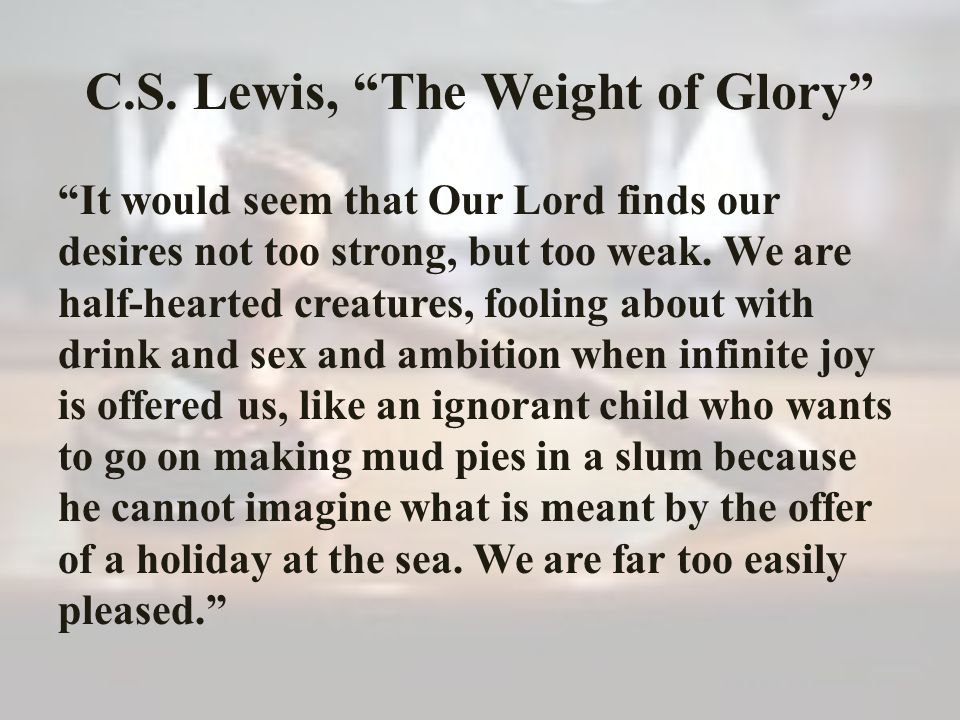 C.S. Lewis, “The Weight of Glory”
“It would seem that Our Lord finds our
desires not too strong, but too weak. We are
half-hearted creatures, fooling about with
drink and sex and ambition when infinite joy
is offered us, like an ignorant child who wants
to go on making mud pies in a slum because
he cannot imagine what is meant by the offer
of a holiday at the sea. We are far too easily
pleased.”